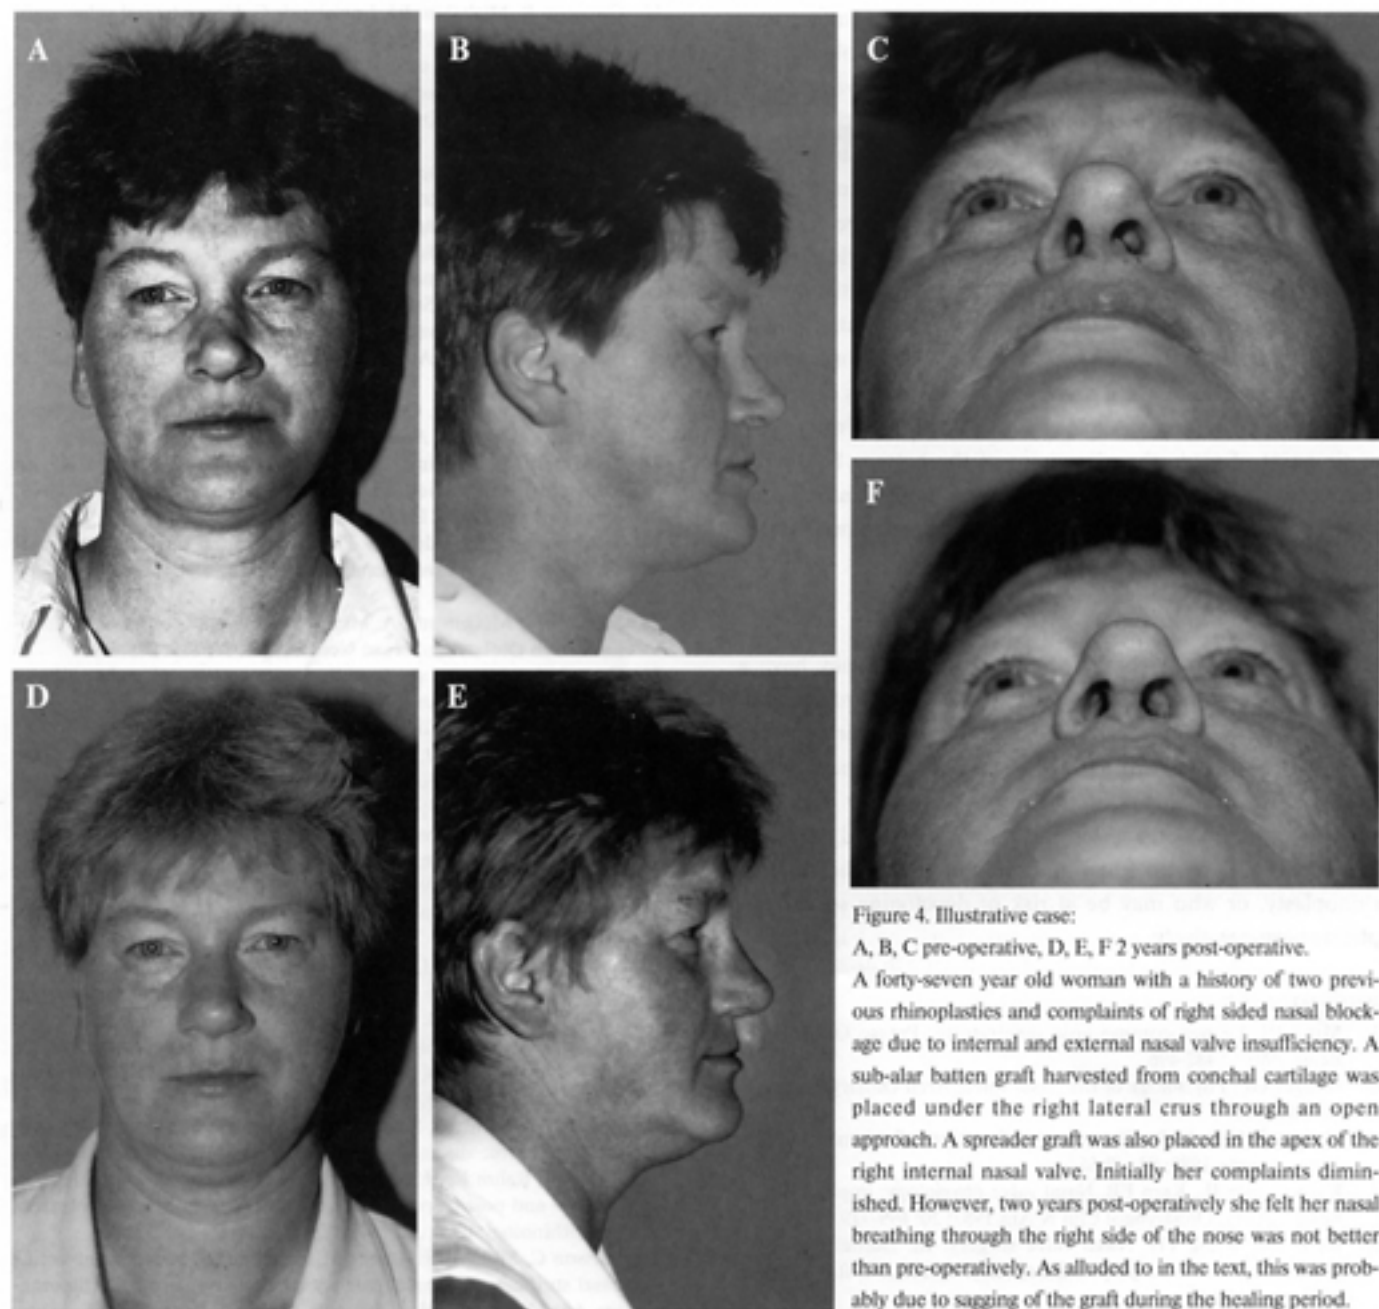 A
B
C
D
E
F
Figure 4. Illustrative case:
A, B, C pre-operative, D, E, F 2 years post-operative.
A forty-seven year old woman with a history of two previ-
ous rhinoplasties and complaints of right sided nasal block-
age due to internal and external nasal valve insufficiency. A
sub-alar batten graft harvested from conchal cartilage was
placed under the right lateral crus through an open
approach. A spreader graft was also placed in the apex of the
right internal nasal valve. Initially her complaints dimin-
ished. However, two years post-operatively she felt her nasal
breathing through the right side of the nose was not better
than pre-operatively. As alluded to in the text, this was prob-
ably due to sagging of the graft during the healing period.